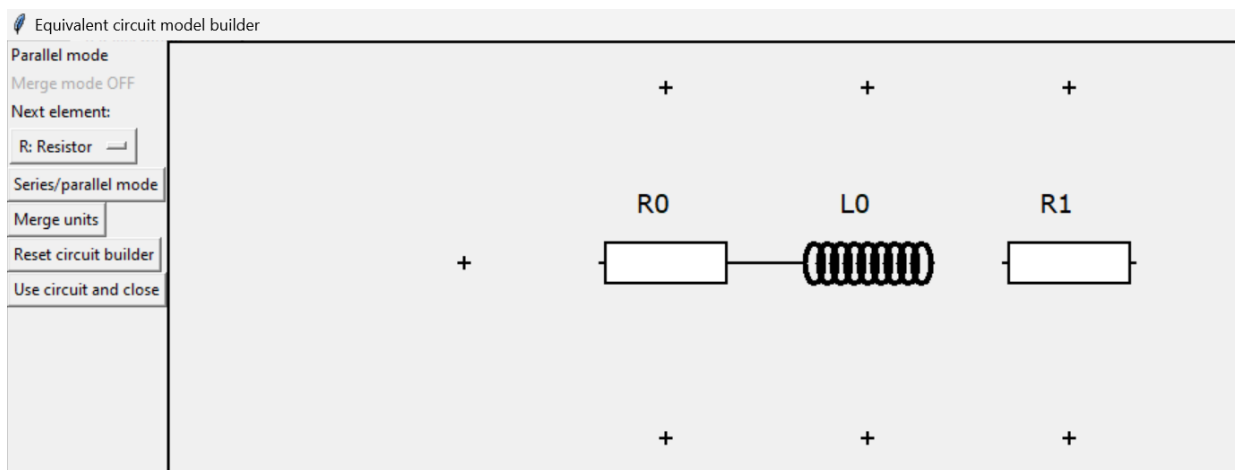 Equivalent circuit model builder
Parallel mode
Merge mode OFF
Next element:
R: Resistor
Series/parallel mode
Merge units
Reset circuit builder
Use circuit and close
+ + +
R0 L0 R1
+
+ + +